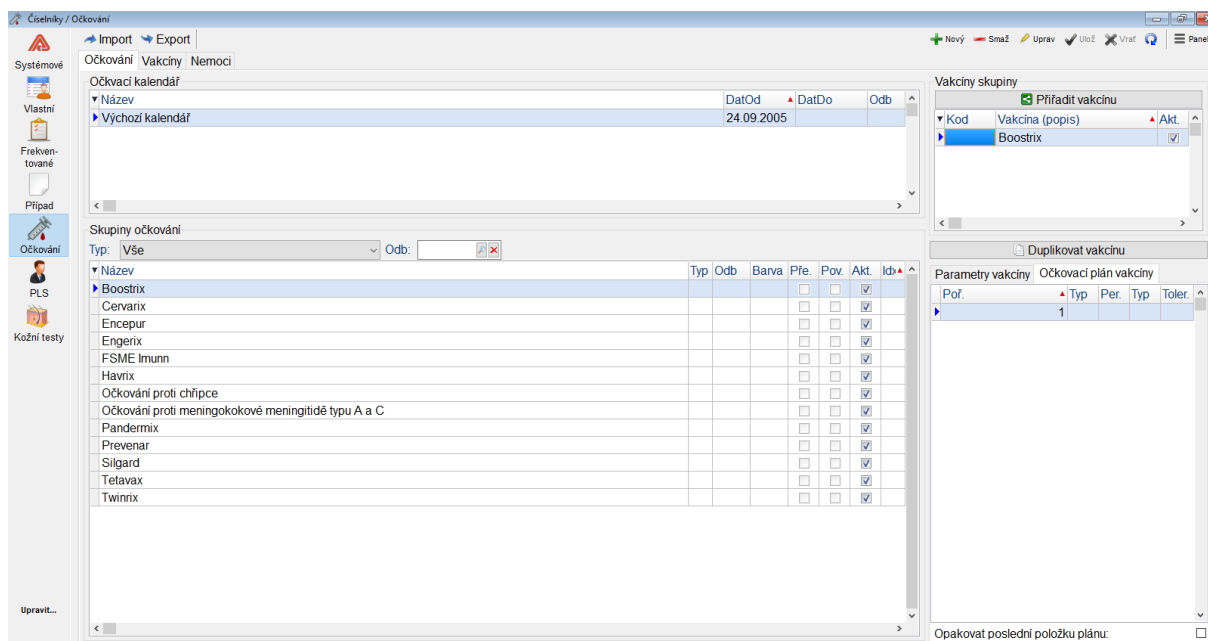 Číselníky / Očkování
Import Export
Nový Smaž Uprav Ulož Vrať Panel
Systémové
Vlastní
Frekven-
tované
Případ
Očkování
PLS
Kožní testy
Upravit...
Očkování Vakcíny Nemoci
Očkvací kalendář
Název DatOd DatDo Odb
Výchozí kalendář 24.09.2005
Skupiny očkování
Typ: Vše Odb:
Název Typ Odb Barva Pře. Pov. Akt. Idx
Boostrix
Cervarix
Encepur
Engerix
FSME Imunn
Havrix
Očkování proti chřipce
Očkování proti meningokokové meningitidě typu A a C
Pandermix
Prevenar
Silgard
Tetavax
Twinrix
Vakcíny skupiny
Přiřadit vakcínu
Kod Vakcína (popis) Akt.
Boostrix
Duplikovat vakcínu
Parametry vakcíny Očkovací plán vakcíny
Poř. Typ Per. Typ Toler.
1
Opakovat poslední položku plánu: